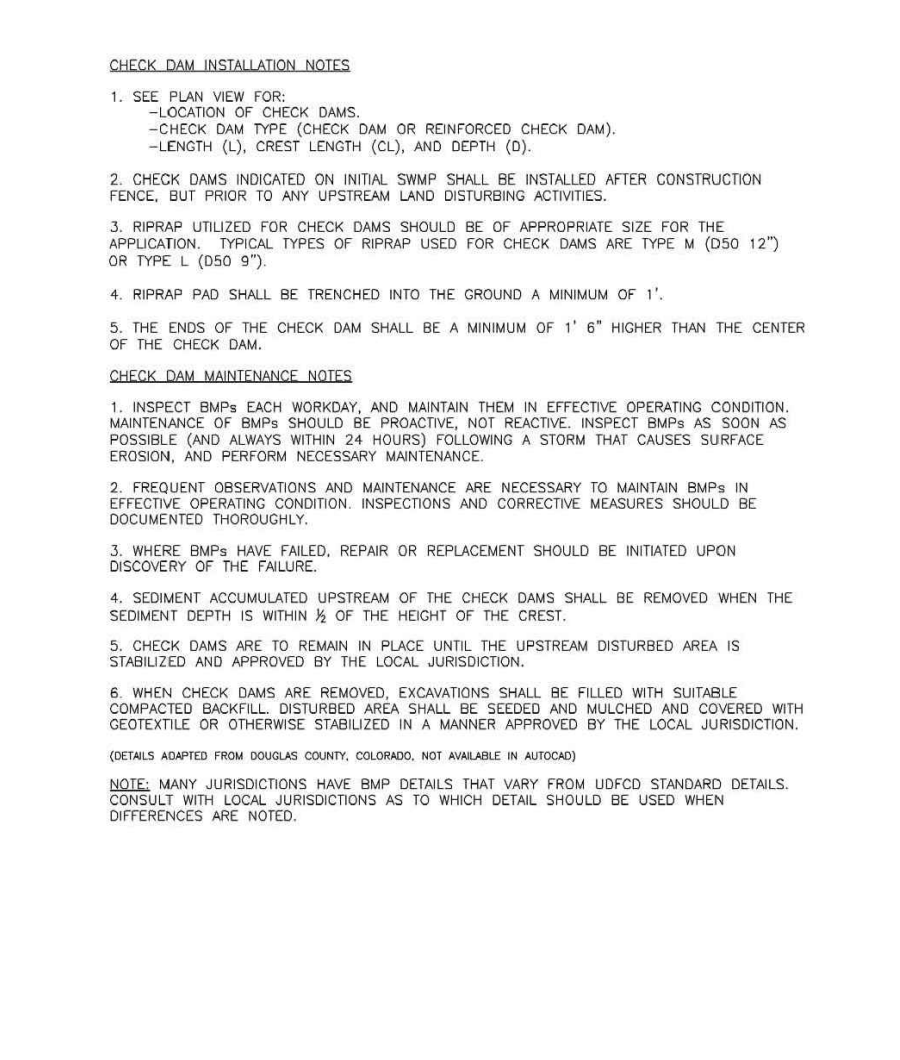 CHECK DAM INSTALLATION NOTES
1. SEE PLAN VIEW FOR:
-LOCATION OF CHECK DAMS.
-CHECK DAM TYPE (CHECK DAM OR REINFORCED CHECK DAM).
-LENGTH (L), CREST LENGTH (CL), AND DEPTH (D).
2. CHECK DAMS INDICATED ON INITIAL SWMP SHALL BE INSTALLED AFTER CONSTRUCTION
FENCE, BUT PRIOR TO ANY UPSTREAM LAND DISTURBING ACTIVITIES.
3. RIPRAP UTILIZED FOR CHECK DAMS SHOULD BE OF APPROPRIATE SIZE FOR THE
APPLICATION. TYPICAL TYPES OF RIPRAP USED FOR CHECK DAMS ARE TYPE M (D50 12")
OR TYPE L (D50 9").
4. RIPRAP PAD SHALL BE TRENCHED INTO THE GROUND A MINIMUM OF 1'.
5. THE ENDS OF THE CHECK DAM SHALL BE A MINIMUM OF 1' 6" HIGHER THAN THE CENTER
OF THE CHECK DAM.
CHECK DAM MAINTENANCE NOTES
1. INSPECT BMPs EACH WORKDAY, AND MAINTAIN THEM IN EFFECTIVE OPERATING CONDITION.
MAINTENANCE OF BMPs SHOULD BE PROACTIVE, NOT REACTIVE. INSPECT BMPs AS SOON AS
POSSIBLE (AND ALWAYS WITHIN 24 HOURS) FOLLOWING A STORM THAT CAUSES SURFACE
EROSION, AND PERFORM NECESSARY MAINTENANCE.
2. FREQUENT OBSERVATIONS AND MAINTENANCE ARE NECESSARY TO MAINTAIN BMPs IN
EFFECTIVE OPERATING CONDITION. INSPECTIONS AND CORRECTIVE MEASURES SHOULD BE
DOCUMENTED THOROUGHLY.
3. WHERE BMPs HAVE FAILED, REPAIR OR REPLACEMENT SHOULD BE INITIATED UPON
DISCOVERY OF THE FAILURE.
4. SEDIMENT ACCUMULATED UPSTREAM OF THE CHECK DAMS SHALL BE REMOVED WHEN THE
SEDIMENT DEPTH IS WITHIN ½ OF THE HEIGHT OF THE CREST.
5. CHECK DAMS ARE TO REMAIN IN PLACE UNTIL THE UPSTREAM DISTURBED AREA IS
STABILIZED AND APPROVED BY THE LOCAL JURISDICTION.
6. WHEN CHECK DAMS ARE REMOVED, EXCAVATIONS SHALL BE FILLED WITH SUITABLE
COMPACTED BACKFILL. DISTURBED AREA SHALL BE SEEDED AND MULCHED AND COVERED WITH
GEOTEXTILE OR OTHERWISE STABILIZED IN A MANNER APPROVED BY THE LOCAL JURISDICTION.
(DETAILS ADAPTED FROM DOUGLAS COUNTY, COLORADO, NOT AVAILABLE IN AUTOCAD)
NOTE: MANY JURISDICTIONS HAVE BMP DETAILS THAT VARY FROM UDFCD STANDARD DETAILS.
CONSULT WITH LOCAL JURISDICTIONS AS TO WHICH DETAIL SHOULD BE USED WHEN
DIFFERENCES ARE NOTED.